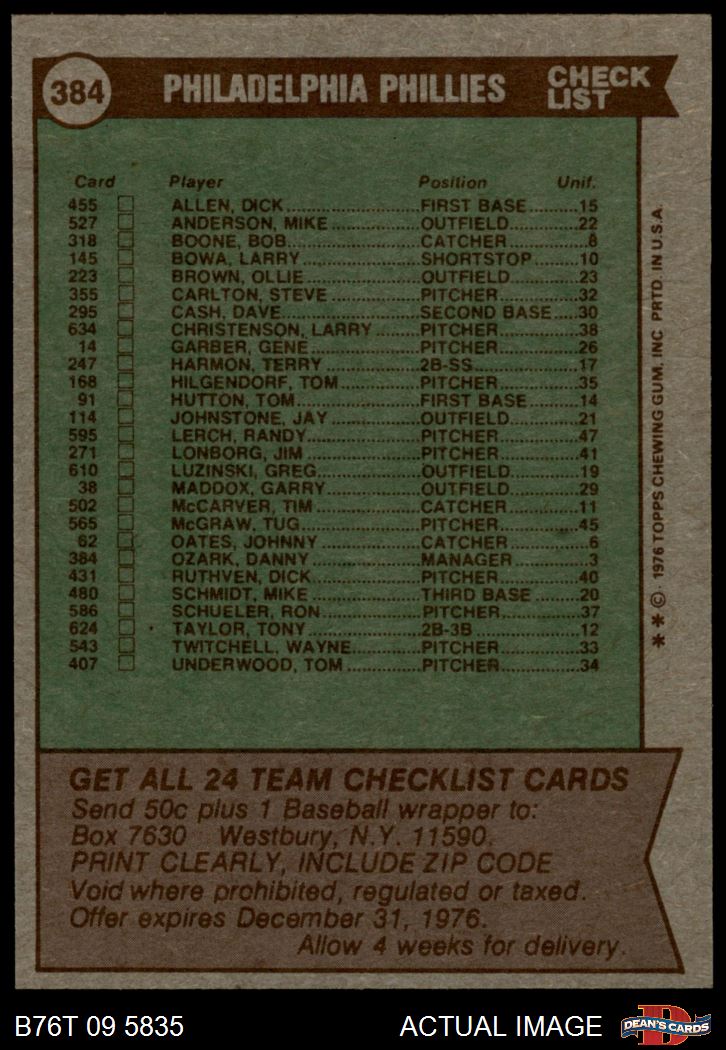 384 PHILADELPHIA PHILLIES CHECK LIST
Card Player Position Unif.
455 ALLEN, DICK FIRST BASE 15
527 ANDERSON, MIKE OUTFIELD 22
318 BOONE, BOB CATCHER 8
145 BOWA, LARRY SHORTSTOP 10
223 BROWN, OLLIE OUTFIELD 23
355 CARLTON, STEVE PITCHER 32
295 CASH, DAVE SECOND BASE 30
634 CHRISTENSON, LARRY PITCHER 38
14 GARBER, GENE PITCHER 26
247 HARMON, TERRY 2B-SS 17
168 HILGENDORF, TOM PITCHER 35
91 HUTTON, TOM FIRST BASE 14
114 JOHNSTONE, JAY OUTFIELD 21
595 LERCH, RANDY PITCHER 47
271 LONBORG, JIM PITCHER 41
610 LUZINSKI, GREG OUTFIELD 19
38 MADDOX, GARRY OUTFIELD 29
502 McCARVER, TIM CATCHER 11
565 McGRAW, TUG PITCHER 45
62 OATES, JOHNNY CATCHER 6
384 OZARK, DANNY MANAGER 3
431 RUTHVEN, DICK PITCHER 40
480 SCHMIDT, MIKE THIRD BASE 20
586 SCHUELER, RON PITCHER 37
624 TAYLOR, TONY 2B-3B 12
543 TWITCHELL, WAYNE PITCHER 33
407 UNDERWOOD, TOM PITCHER 34
** © 1976 TOPPS CHEWING GUM, INC PRTD. IN U.S.A.
GET ALL 24 TEAM CHECKLIST CARDS
Send 50c plus 1 Baseball wrapper to:
Box 7630 Westbury, N.Y. 11590.
PRINT CLEARLY, INCLUDE ZIP CODE
Void where prohibited, regulated or taxed.
Offer expires December 31, 1976.
Allow 4 weeks for delivery.
B76T 09 5835 ACTUAL IMAGE D DEAN'S CARDS